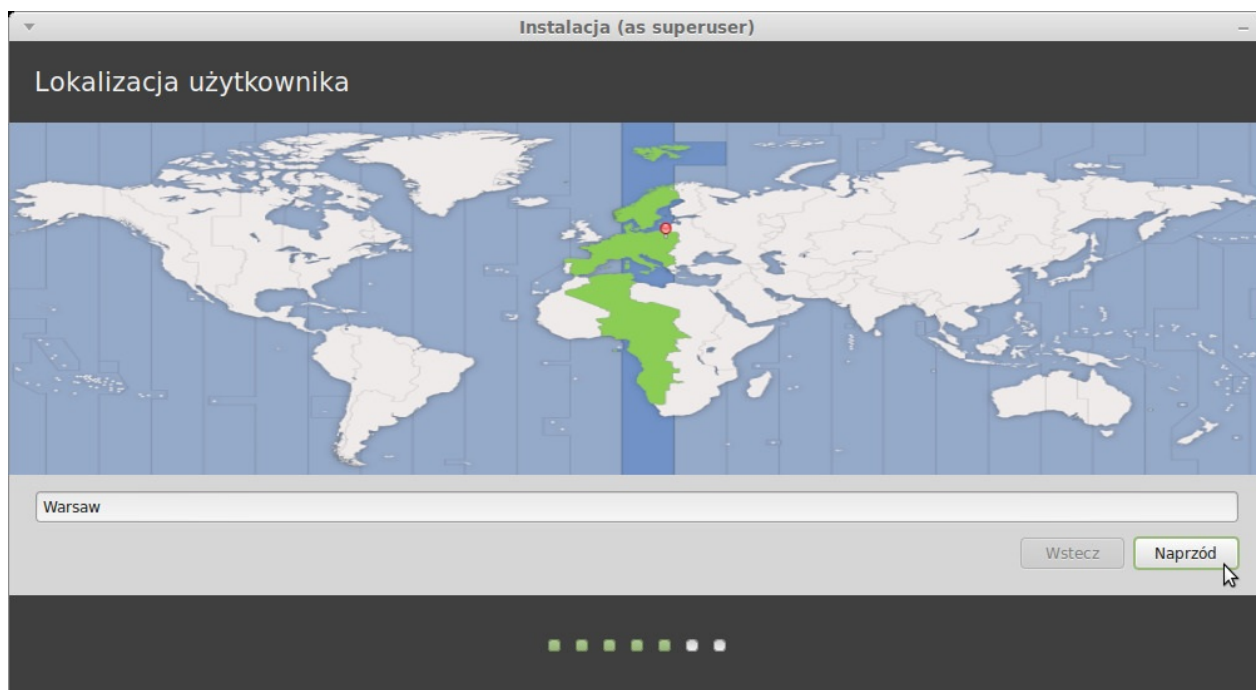 Instalacja (as superuser)
Lokalizacja użytkownika
Warsaw
Wstecz
Naprzód